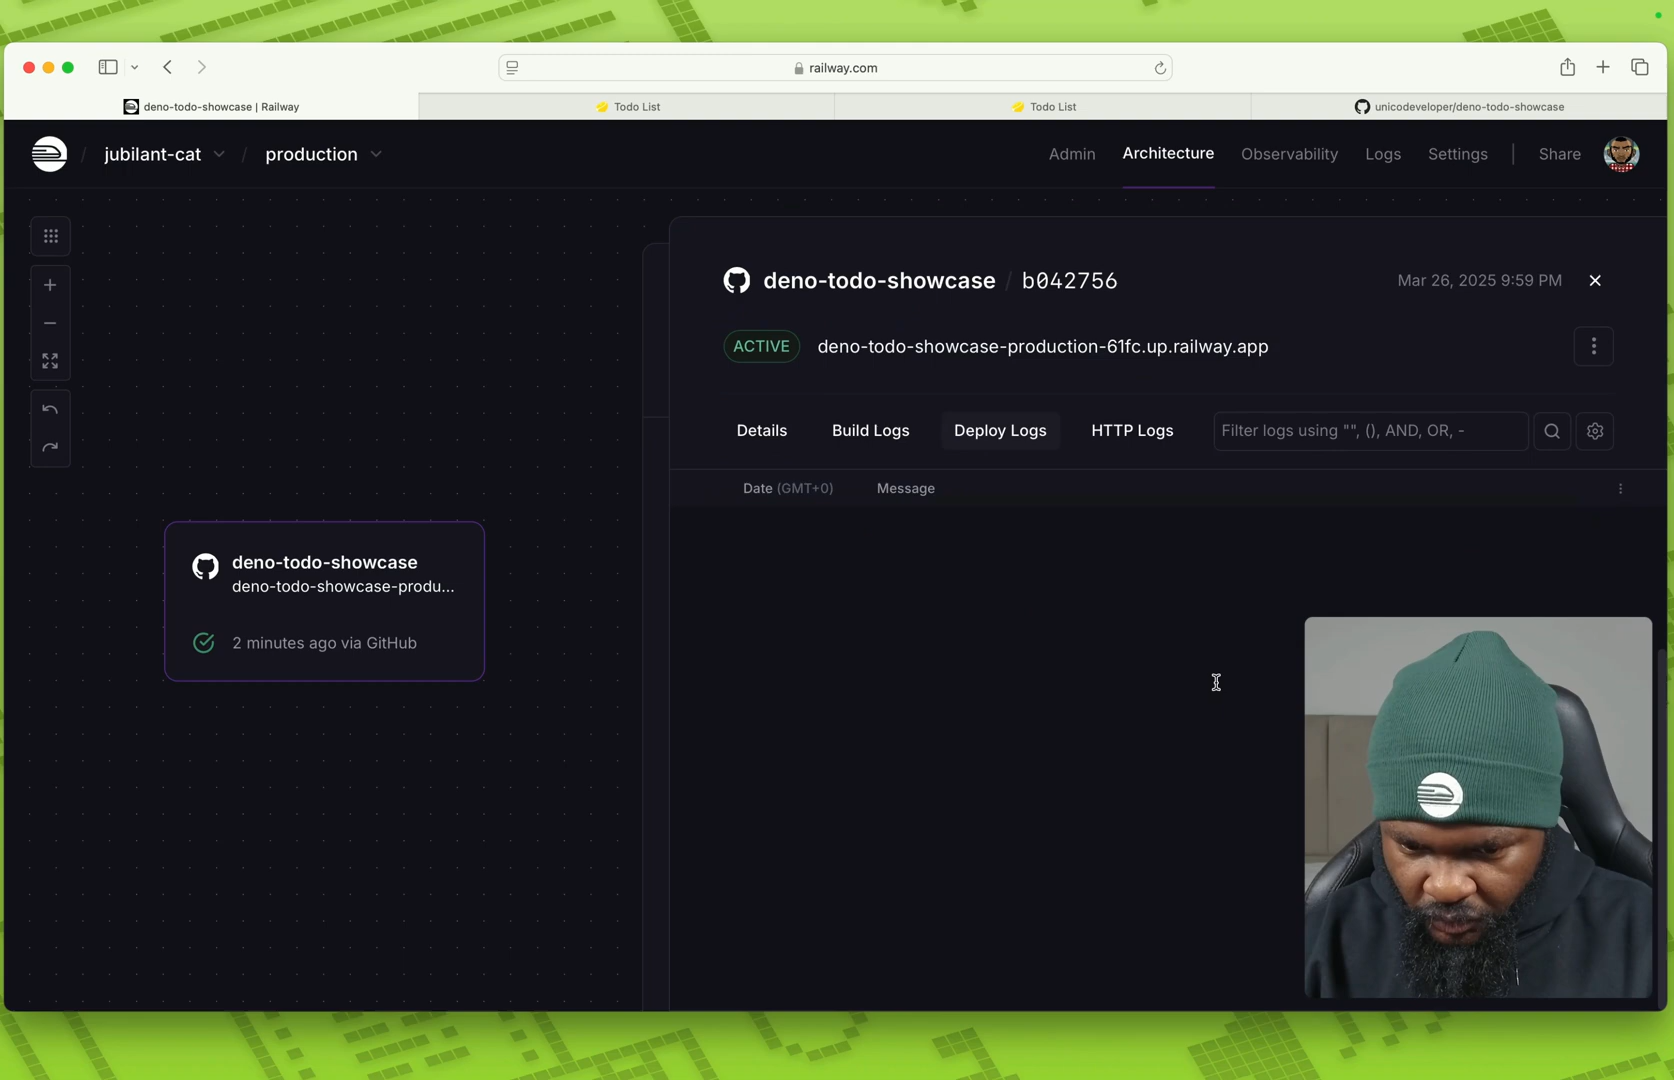 railway.com
deno-todo-showcase | Railway
Todo List
Todo List
unicodeveloper/deno-todo-showcase
/ jubilant-cat / production
Admin Architecture Observability Logs Settings | Share
deno-todo-showcase / b042756 Mar 26, 2025 9:59 PM
ACTIVE deno-todo-showcase-production-61fc.up.railway.app
Details Build Logs Deploy Logs HTTP Logs Filter logs using "", (), AND, OR, -
Date (GMT+0) Message
deno-todo-showcase
deno-todo-showcase-produ...
2 minutes ago via GitHub